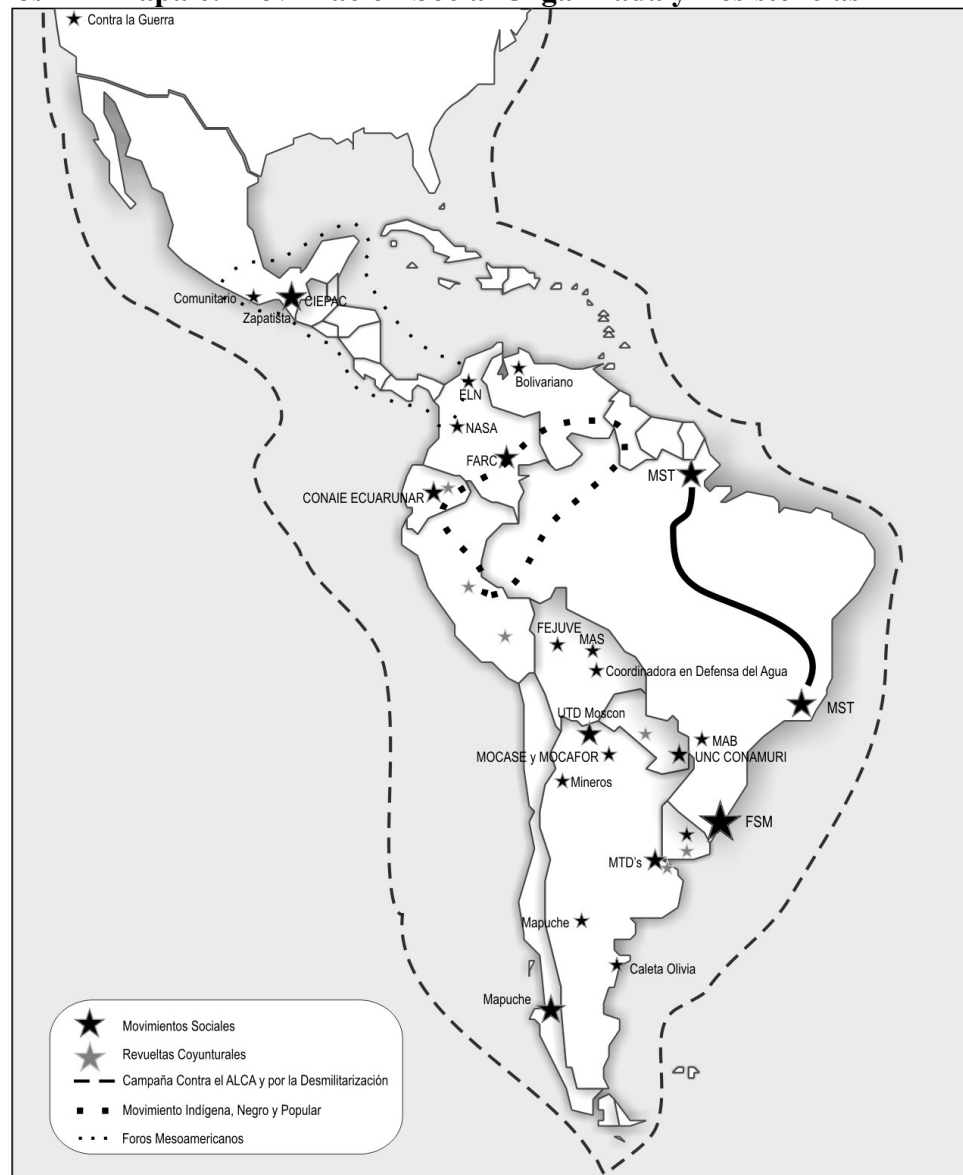 Contra la Guerra
Comunitario
CIEPAC
Zapatista
Bolivariano
ELN
NASA
FARC
MST
CONAIE ECUARUNAR
FEJUVE
MAS
Coordinadora en Defensa del Agua
MST
UTD Moscon
MAB
MOCASE y MOCAFOR
UNC CONAMURI
Mineros
FSM
MTD's
Mapuche
Caleta Olivia
Mapuche
Movimientos Sociales
Revueltas Coyunturales
Campaña Contra el ALCA y por la Desmilitarización
Movimiento Indígena, Negro y Popular
Foros Mesoamericanos